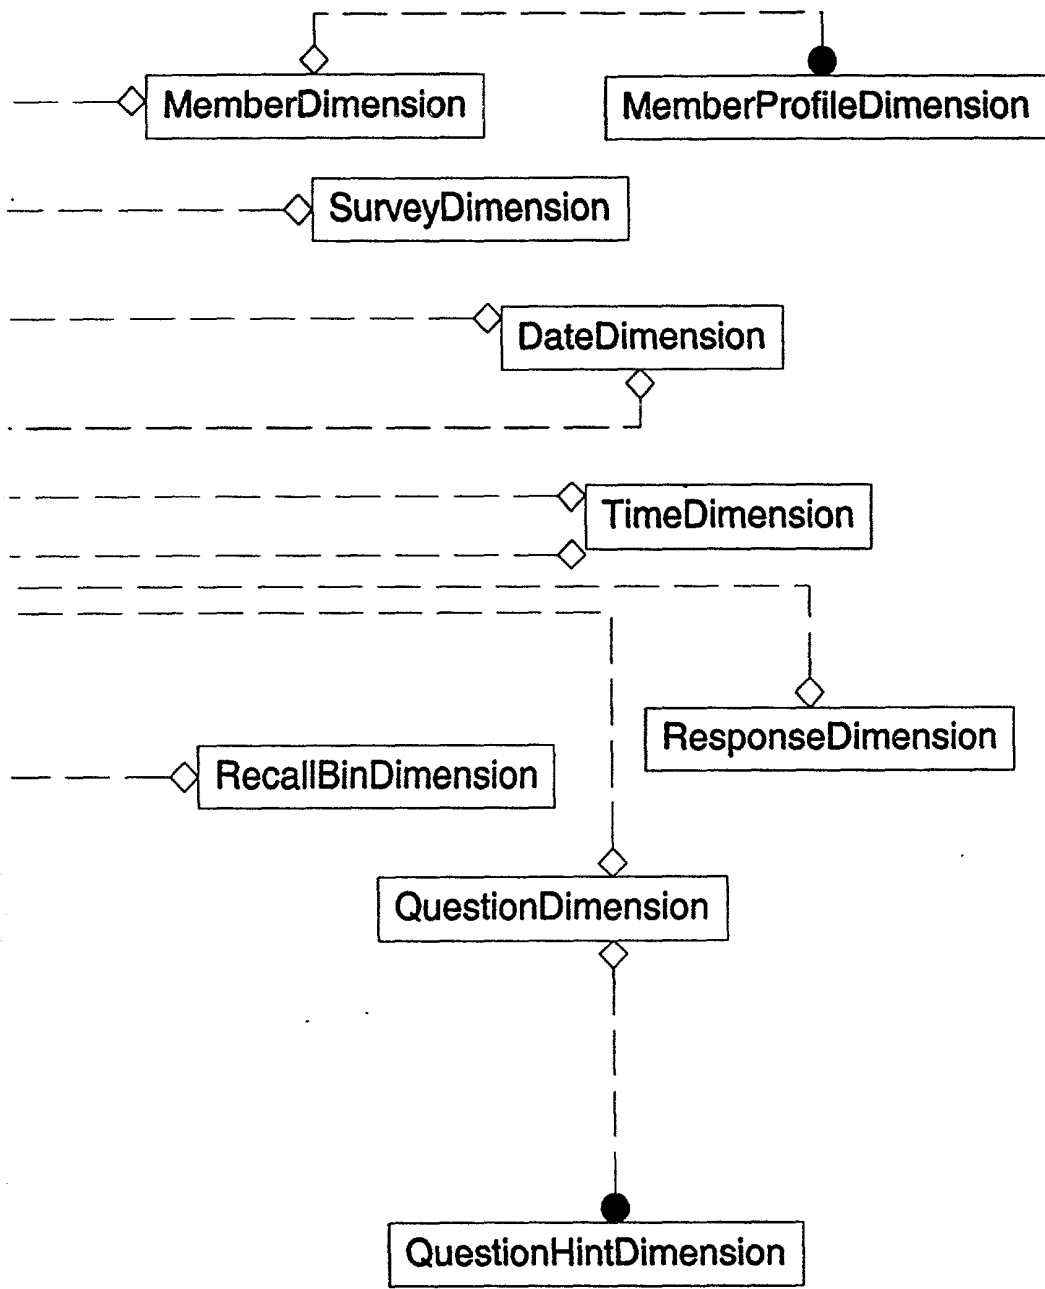 MemberDimension
MemberProfileDimension
SurveyDimension
DateDimension
TimeDimension
ResponseDimension
RecallBinDimension
QuestionDimension
QuestionHintDimension